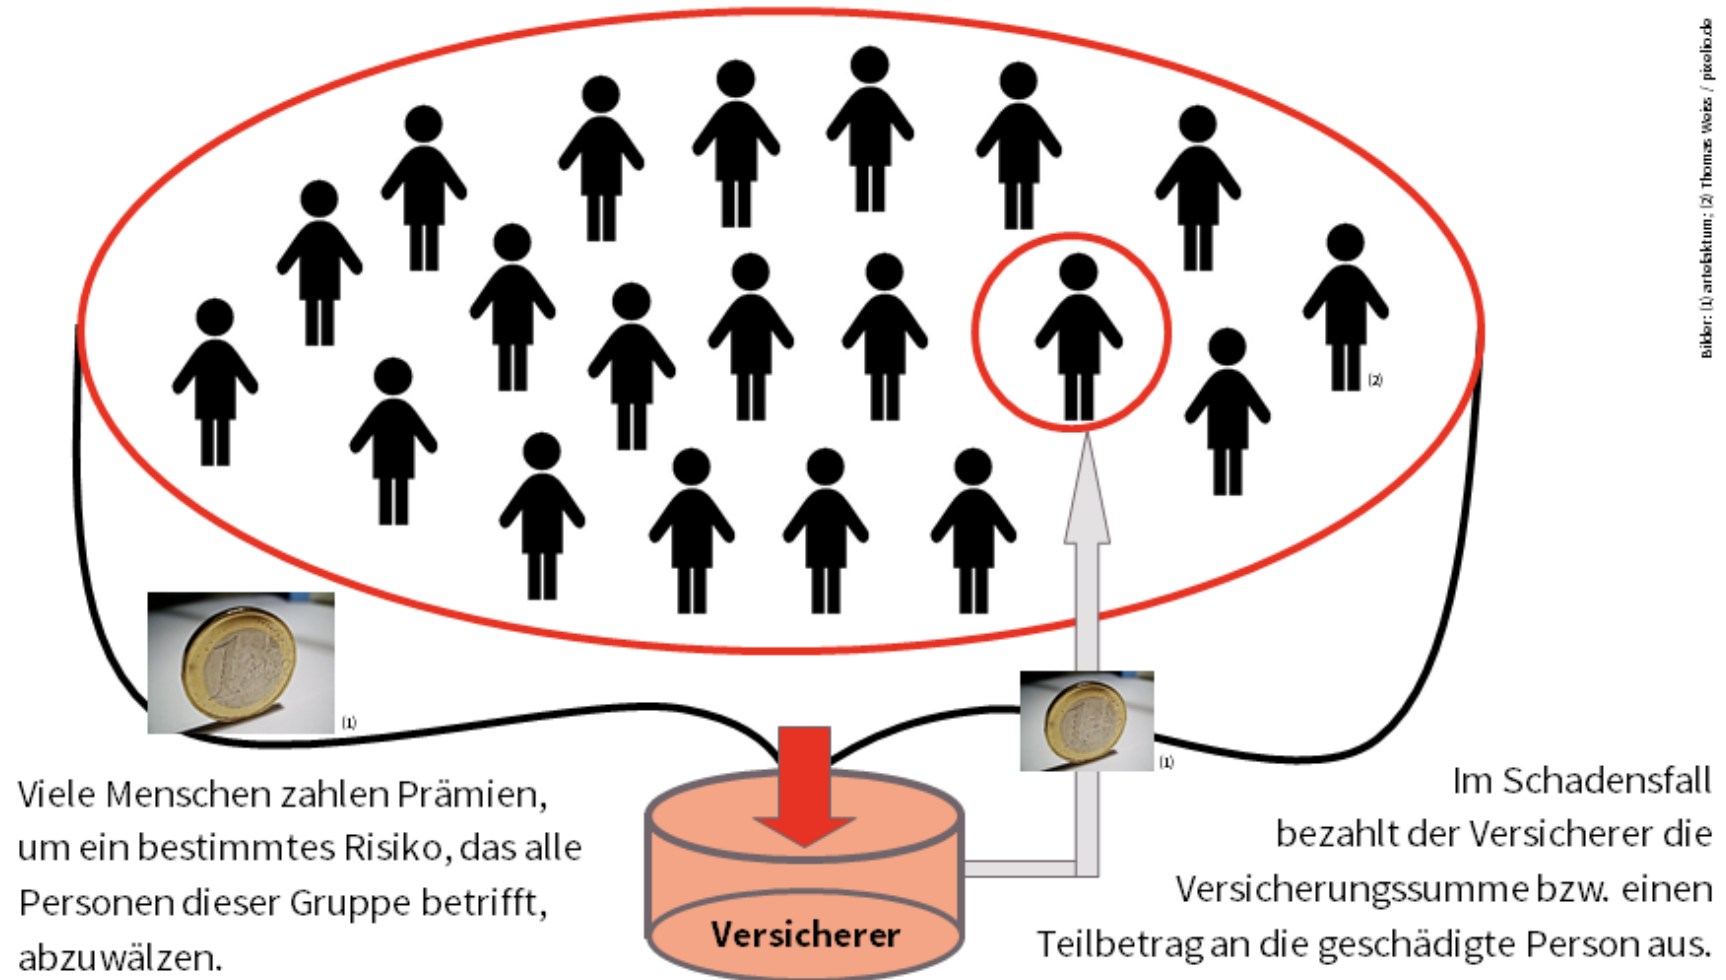 Bilder: (1) artefaktum; (2) Thomas Weiss / pixelio.de
(2)
(1)
(1)
Viele Menschen zahlen Prämien,
um ein bestimmtes Risiko, das alle
Personen dieser Gruppe betrifft,
abzuwälzen.
Versicherer
Im Schadensfall
bezahlt der Versicherer die
Versicherungssumme bzw. einen
Teilbetrag an die geschädigte Person aus.